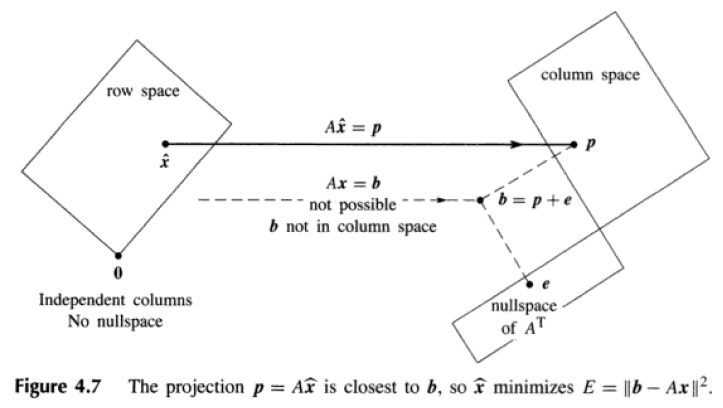 row space
column space
Ax̂ = p
p
x̂
Ax = b
not possible
b = p + e
b not in column space
0
e
Independent columns
No nullspace
nullspace
of Aᵀ
Figure 4.7 The projection p = Ax̂ is closest to b, so x̂ minimizes E = ‖b − Ax‖².